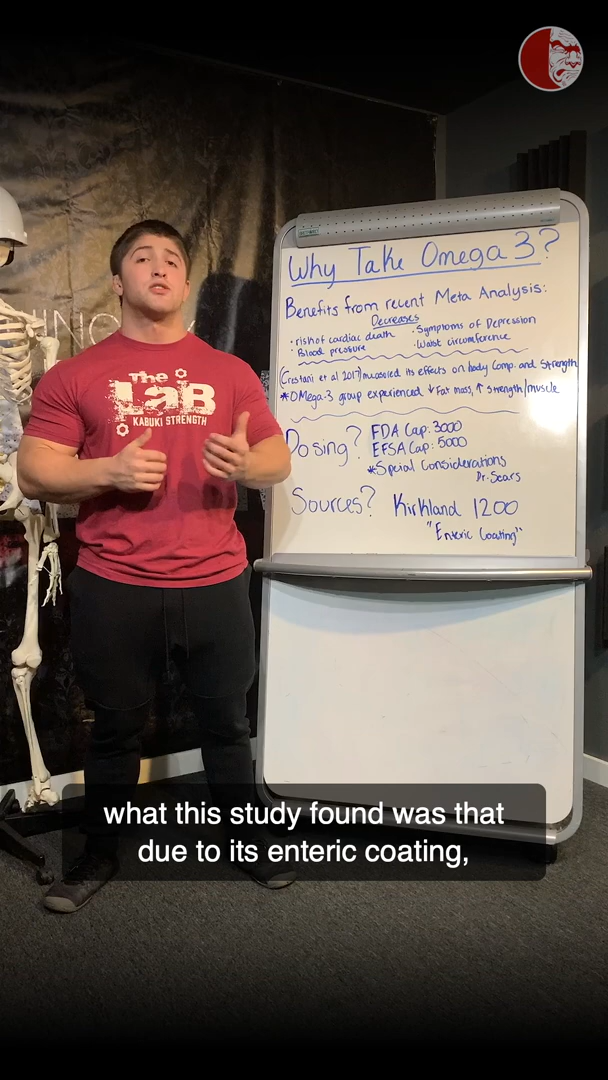 Why Take Omega 3?
Benefits from recent Meta Analysis:
Decreases
· risk of cardiac death · Symptoms of Depression
· Blood pressure · Waist circumference
(Crestani et al 2017) measured its effects on body Comp. and Strength
* OMega-3 group experienced ↓ Fat mass, ↑ strength/muscle
Dosing? FDA Cap: 3000
EFSA Cap: 5000
*Special Considerations
Dr. Sears
Sources? Kirkland 1200
"Enteric Coating"
The
LaB
KABUKI STRENGTH
what this study found was that
due to its enteric coating,